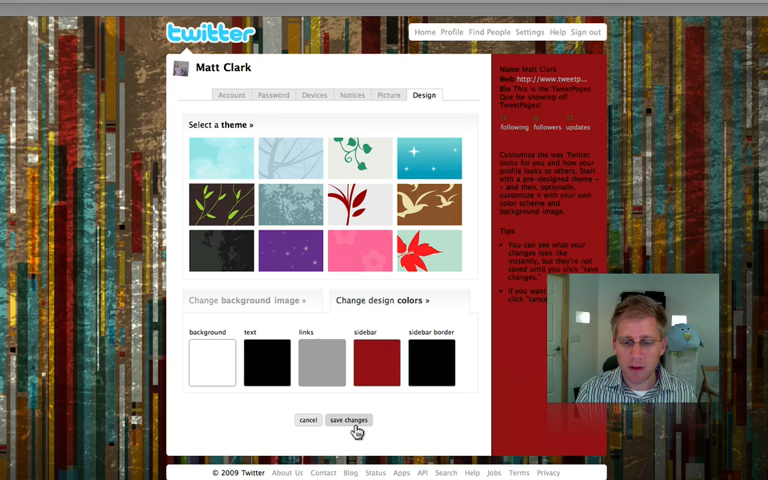 twitter
Home Profile Find People Settings Help Sign out
Matt Clark
Account Password Devices Notices Picture Design
Select a theme »
Change background image » Change design colors »
background text links sidebar sidebar border
cancel save changes
Name Matt Clark
Web http://www.tweetp...
Bio This is the TweetPages
Que for showing off
TweetPages!
following followers updates
Customize the way Twitter
looks for you and how your
profile looks to others. Start
with a pre-designed theme –
– and then, optionally,
customize it with your own
color scheme and
background image.
Tips
• You can see what your
changes look like
instantly, but they're not
saved until you click "save
changes."
• If you want
click "cance
© 2009 Twitter About Us Contact Blog Status Apps API Search Help Jobs Terms Privacy